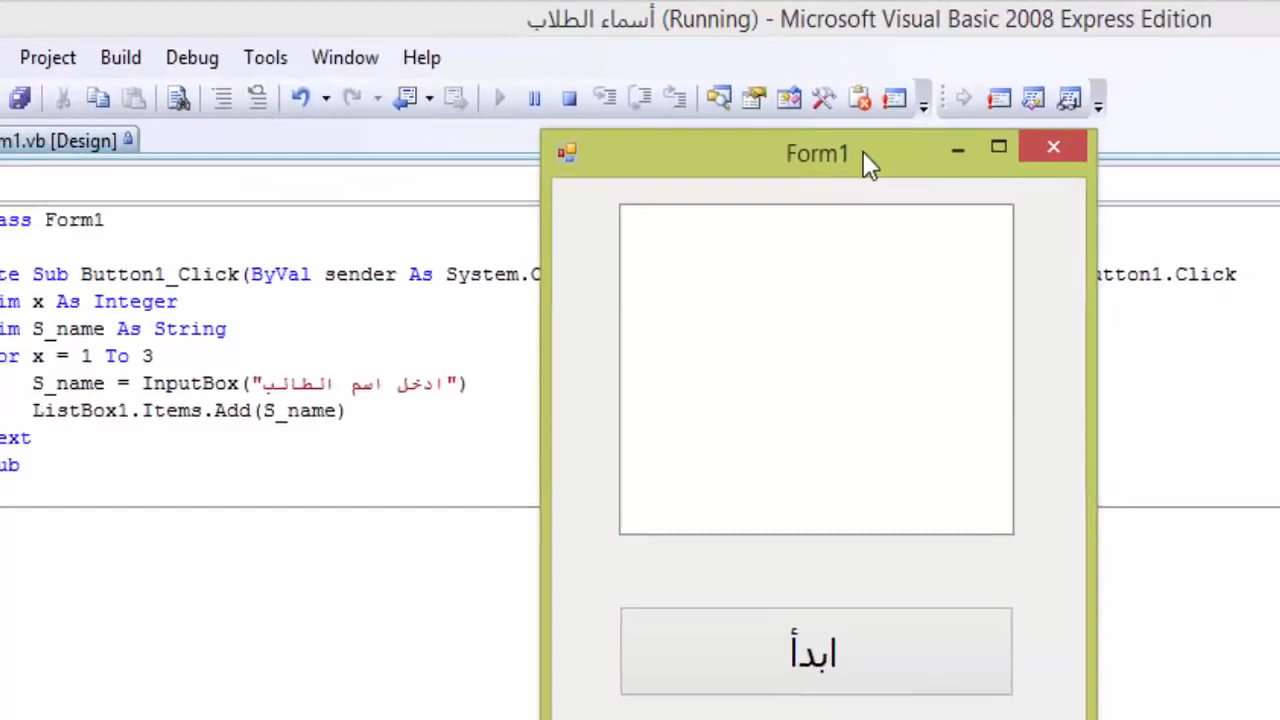 أسماء الطلاب (Running) - Microsoft Visual Basic 2008 Express Edition
Project Build Debug Tools Window Help
m1.vb [Design]
Form1
ass Form1
te Sub Button1_Click(ByVal sender As System.
utton1.Click
im x As Integer
im S_name As String
or x = 1 To 3
S_name = InputBox("ادخل اسم الطالب")
ListBox1.Items.Add(S_name)
ext
ub
ابدأ